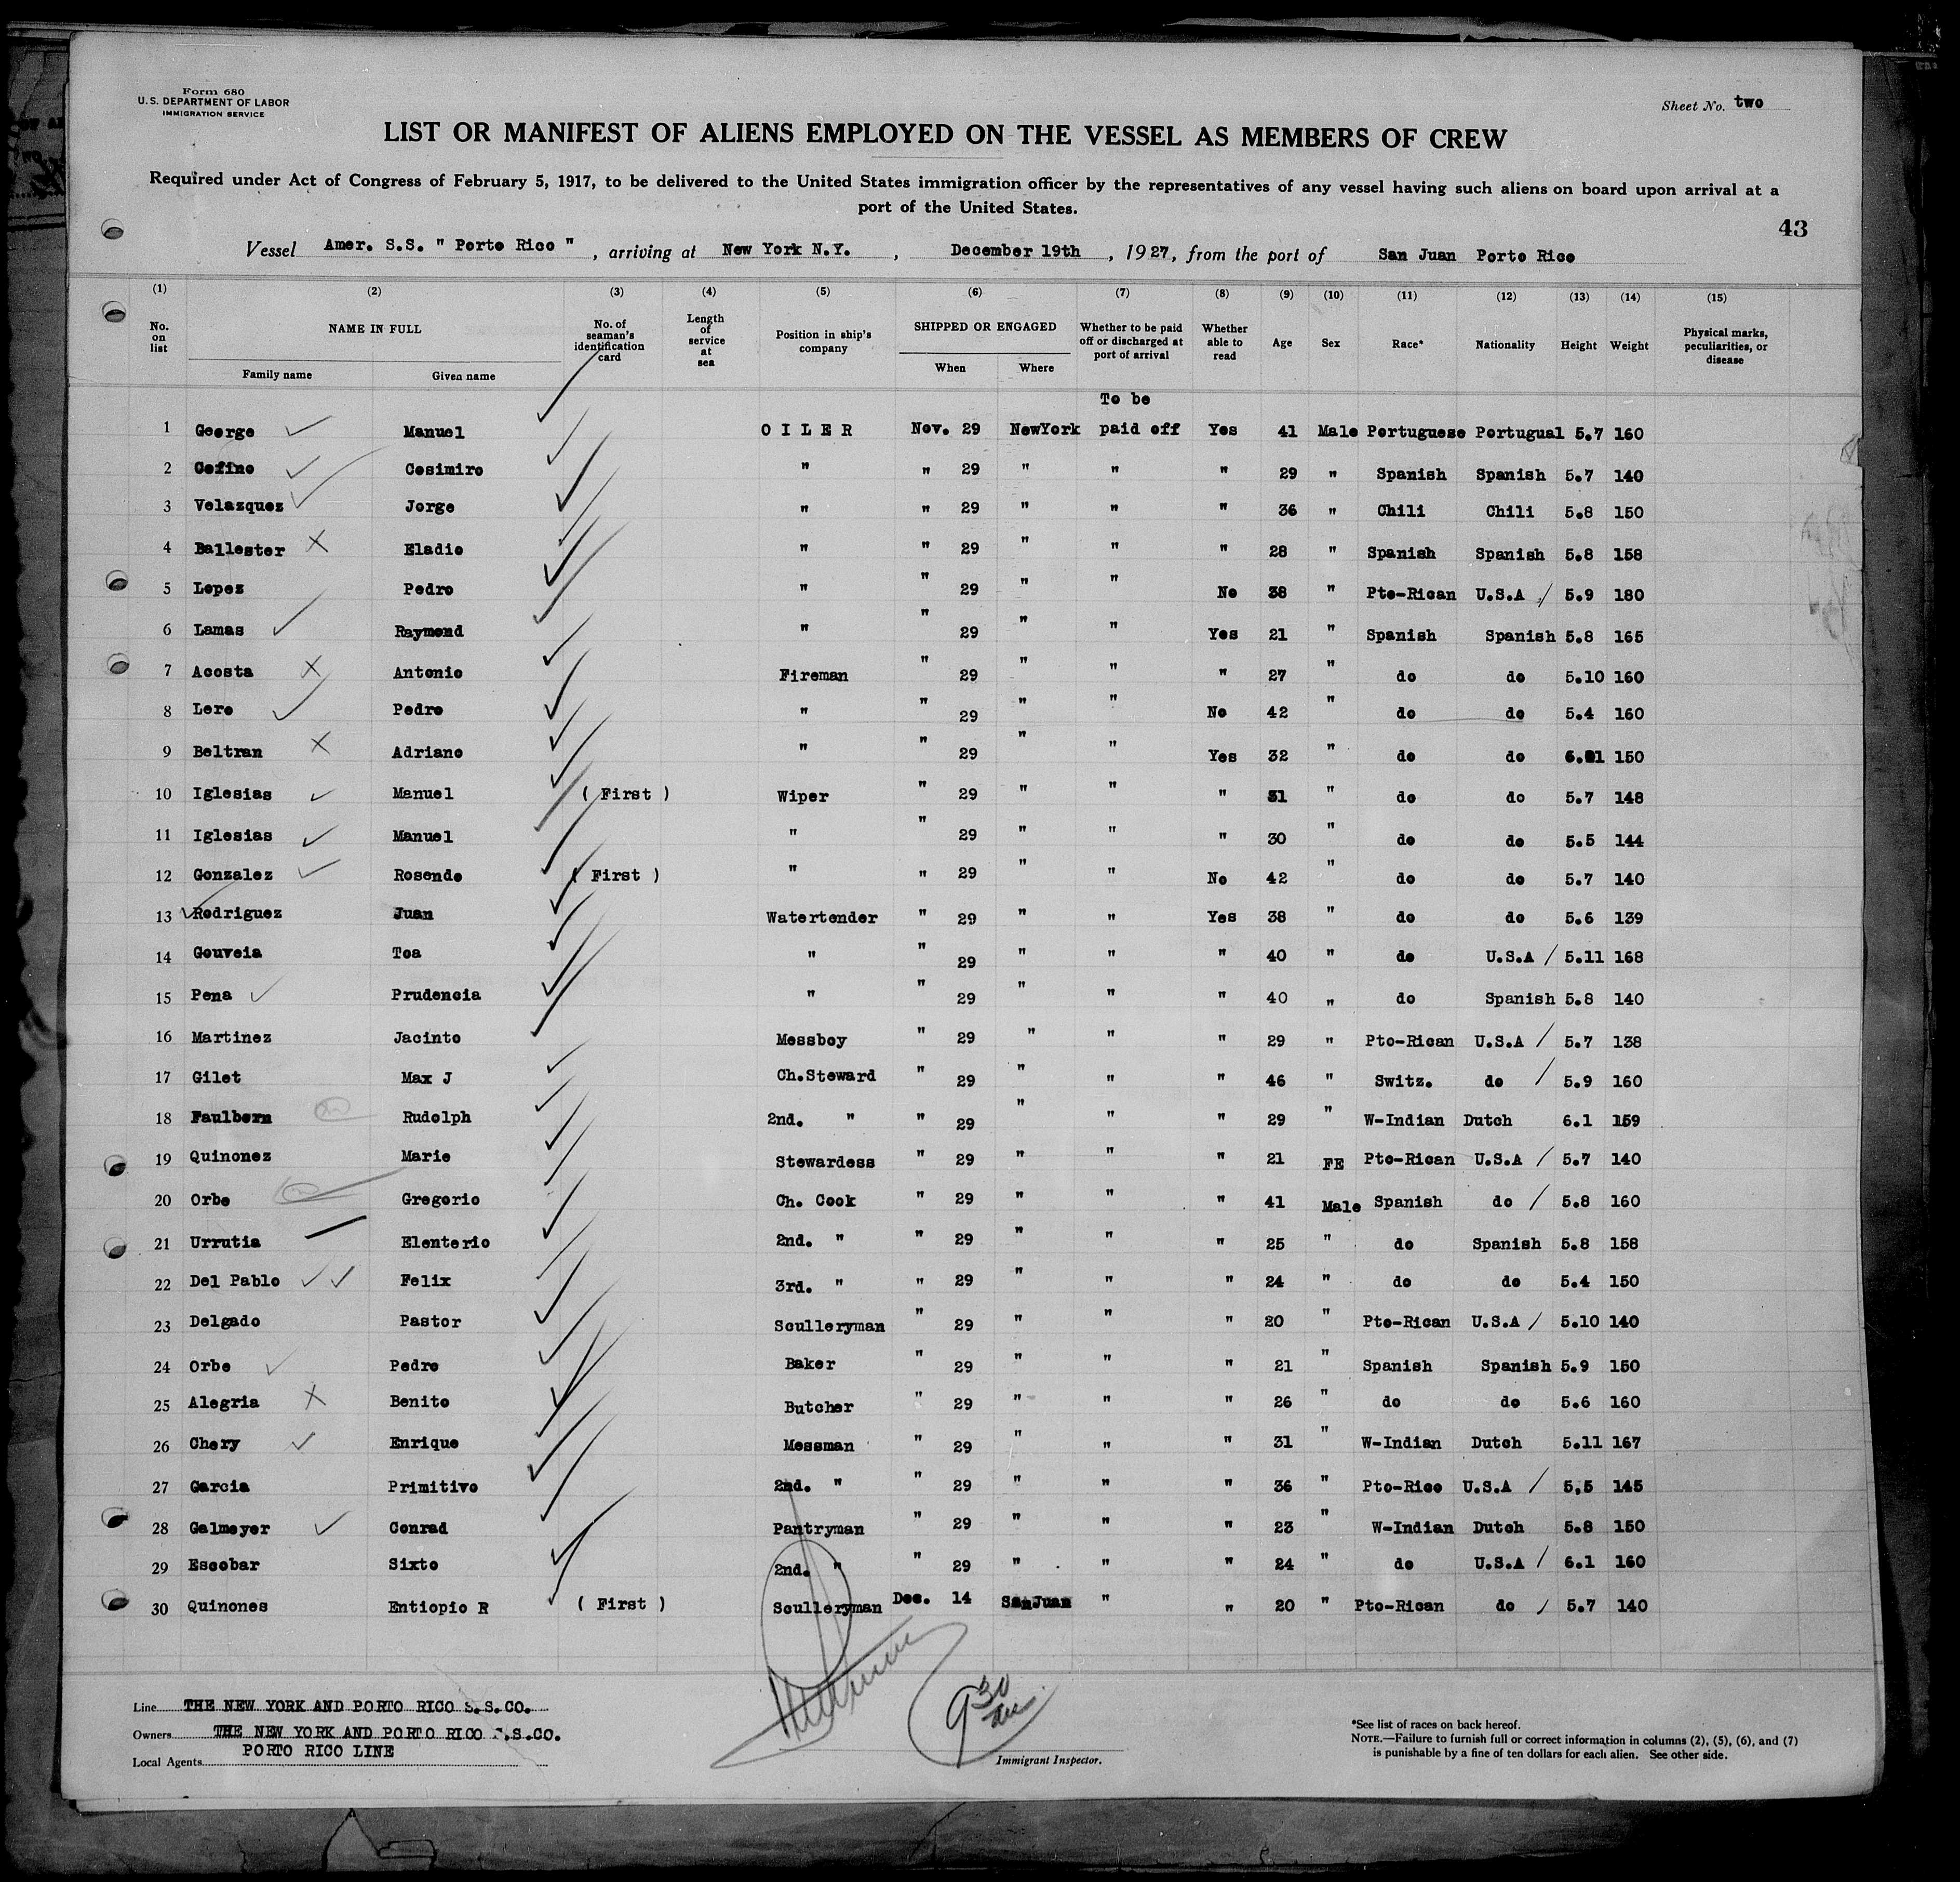 Form 680
U.S. DEPARTMENT OF LABOR
IMMIGRATION SERVICE
Sheet No. two
LIST OR MANIFEST OF ALIENS EMPLOYED ON THE VESSEL AS MEMBERS OF CREW
Required under Act of Congress of February 5, 1917, to be delivered to the United States immigration officer by the representatives of any vessel having such aliens on board upon arrival at a
port of the United States.
43
Vessel Amer. S.S. " Porto Rico ", arriving at New York N.Y., December 19th, 1927, from the port of San Juan Porto Rico
(1) (2) (3) (4) (5) (6) (7) (8) (9) (10) (11) (12) (13) (14) (15)
No. on list NAME IN FULL Family name Given name No. of seaman's identification card Length of service at sea Position in ship's company SHIPPED OR ENGAGED When Where Whether to be paid off or discharged at port of arrival Whether able to read Age Sex Race* Nationality Height Weight Physical marks, peculiarities, or disease
To be
1 George Manuel OILER Nov. 29 NewYork paid off Yes 41 Male Portuguese Portugual 5.7 160
2 Cofino Cesimiro " " 29 " " " 29 " Spanish Spanish 5.7 140
3 Velazquez Jorge " " 29 " " " 36 " Chili Chili 5.8 150
4 Ballester Eladio " " 29 " " " 28 " Spanish Spanish 5.8 158
5 Lopez Pedro " " 29 " " No 38 " Pto-Rican U.S.A / 5.9 180
6 Lamas Raymond " " 29 " " Yes 21 " Spanish Spanish 5.8 165
7 Acosta Antonio Fireman " 29 " " " 27 " do do 5.10 160
8 Lero Pedro " " 29 " " No 42 " do do 5.4 160
9 Beltran Adriano " " 29 " " Yes 32 " do do 150
10 Iglesias Manuel ( First ) Wiper " 29 " " " 31 " do do 5.7 148
11 Iglesias Manuel " " 29 " " " 30 " do do 5.5 144
12 Gonzalez Rosendo ( First ) " " 29 " " No 42 " do do 5.7 140
13 Rodriguez Juan Watertender " 29 " " Yes 38 " do do 5.6 139
14 Gouveia Toa " " 29 " " " 40 " do U.S.A / 5.11 168
15 Pena Prudencia " " 29 " " " 40 " do Spanish 5.8 140
16 Martinez Jacinto Messboy " 29 " " " 29 " Pto-Rican U.S.A / 5.7 138
17 Gilet Max J Ch.Steward " 29 " " " 46 " Switz. do / 5.9 160
18 Faulborn Rudolph 2nd. " " 29 " " " 29 " W-Indian Dutch 6.1 159
19 Quinonez Marie Stewardess " 29 " " " 21 FE Pto-Rican U.S.A / 5.7 140
20 Orbe Gregorio Ch. Cook " 29 " " " 41 Male Spanish do / 5.8 160
21 Urrutia Elenterio 2nd. " " 29 " " " 25 " do Spanish 5.8 158
22 Del Pablo Felix 3rd. " " 29 " " " 24 " do do 5.4 150
23 Delgado Pastor Sculleryman " 29 " " " 20 " Pto-Rican U.S.A / 5.10 140
24 Orbe Pedro Baker " 29 " " " 21 " Spanish Spanish 5.9 150
25 Alegria Benito Butcher " 29 " " " 26 " do do 5.6 160
26 Chery Enrique Messman " 29 " " " 31 " W-Indian Dutch 5.11 167
27 Garcia Primitivo 2nd. " " 29 " " " 36 " Pto-Rico U.S.A / 5,5 145
28 Galmeyer Conrad Pantryman " 29 " " " 23 " W-Indian Dutch 5.8 150
29 Escobar Sixto 2nd. " " 29 " " " 24 " do U.S.A / 6.1 160
30 Quinones Entiopio R ( First ) Sculleryman Dec. 14 SanJuan " " 20 " Pto-Rican do / 5.7 140
Line THE NEW YORK AND PORTO RICO S.S.CO.
Owners THE NEW YORK AND PORTO RICO S.S.CO.
Local Agents PORTO RICO LINE
930
Immigrant Inspector.
*See list of races on back hereof.
NOTE.—Failure to furnish full or correct information in columns (2), (5), (6), and (7)
is punishable by a fine of ten dollars for each alien. See other side.